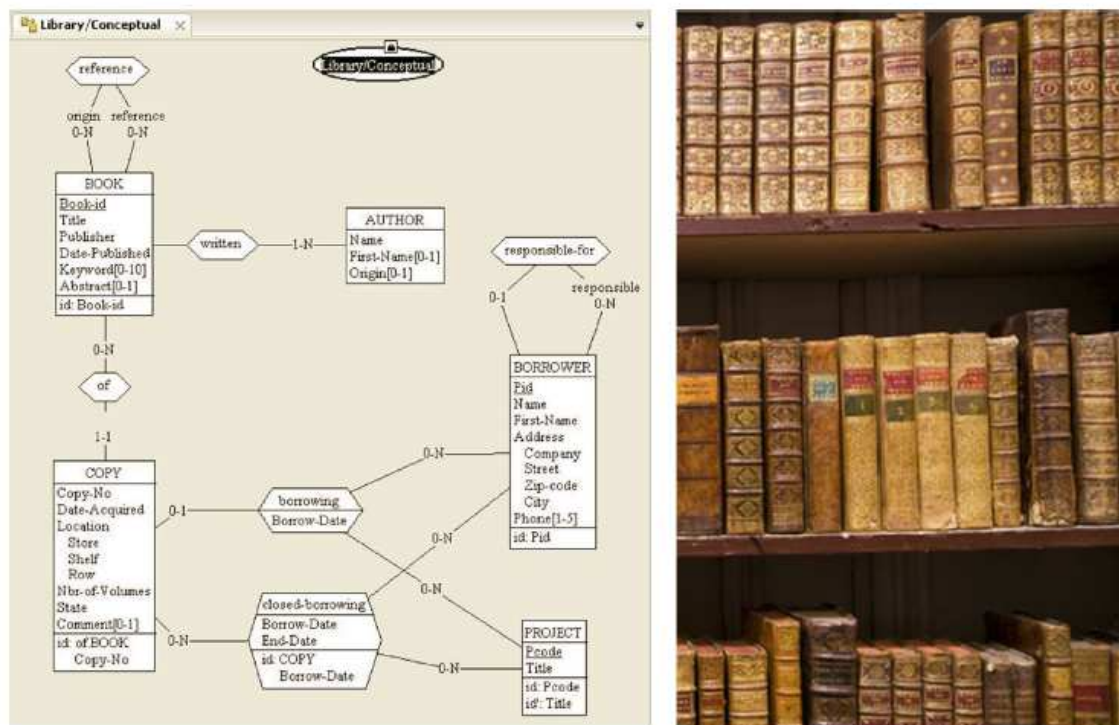 Library/Conceptual
Library/Conceptual
reference
origin reference
0-N 0-N
BOOK
Book-id
Title
Publisher
Date-Published
Keyword[0-10]
Abstract[0-1]
id: Book-id
written
1-N
AUTHOR
Name
First-Name[0-1]
Origin[0-1]
responsible-for
0-1
responsible
0-N
0-N
of
1-1
BORROWER
Pid
Name
First-Name
Address
Company
Street
Zip-code
City
Phone[1-5]
id: Pid
COPY
Copy-No
Date-Acquired
Location
Store
Shelf
Row
Nbr-of-Volumes
State
Comment[0-1]
id: of.BOOK
Copy-No
0-1
borrowing
Borrow-Date
0-N
0-N
0-N
0-N
closed-borrowing
Borrow-Date
End-Date
id: COPY
Borrow-Date
0-N
PROJECT
Pcode
Title
id: Pcode
id': Title
1
2
3